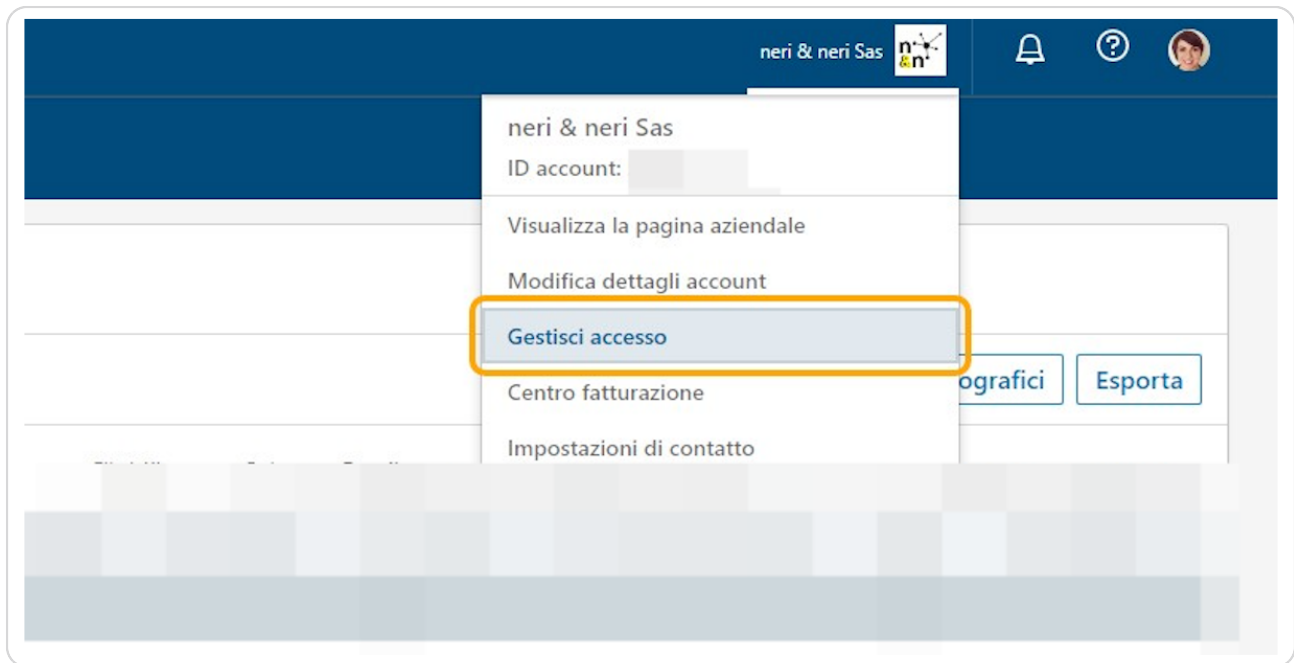 neri & neri Sas
n
&n
neri & neri Sas
ID account:
Visualizza la pagina aziendale
Modifica dettagli account
Gestisci accesso
ografici
Esporta
Centro fatturazione
Impostazioni di contatto